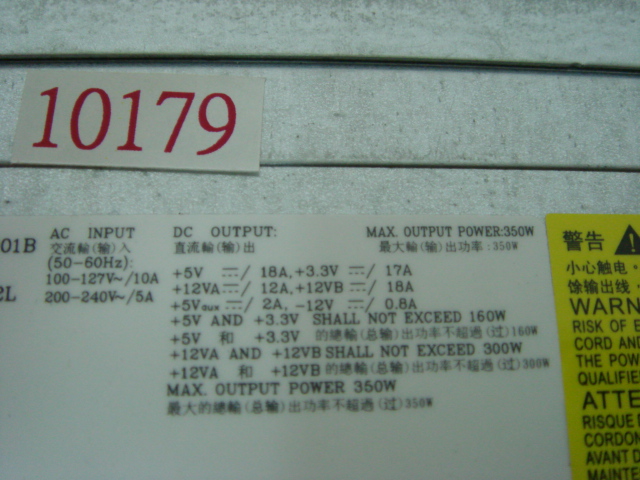 10179
01B
2L
AC INPUT
交流輸(输)入
(50-60Hz):
100-127V~/10A
200-240V~/5A
DC OUTPUT:
直流輸(输)出
MAX. OUTPUT POWER:350W
最大輸(输)出功率:350W
+5V ⎓/ 18A,+3.3V ⎓/ 17A
+12VA ⎓/ 12A,+12VB ⎓/ 18A
+5Vaux ⎓/ 2A, -12V ⎓/ 0.8A
+5V AND +3.3V SHALL NOT EXCEED 160W
+5V 和 +3.3V 的總輸(总输)出功率不超過(过)160W
+12VA AND +12VB SHALL NOT EXCEED 300W
+12VA 和 +12VB 的總輸(总输)出功率不超過(过)300W
MAX. OUTPUT POWER 350W
最大的總輸(总输)出功率不超過(过)350W
警告
小心触电,
馀输出线,
WARN
RISK OF E
CORD AND
THE POW
QUALIFIE
ATTE
RISQUE D
CORDON
AVANT D
MAINTE